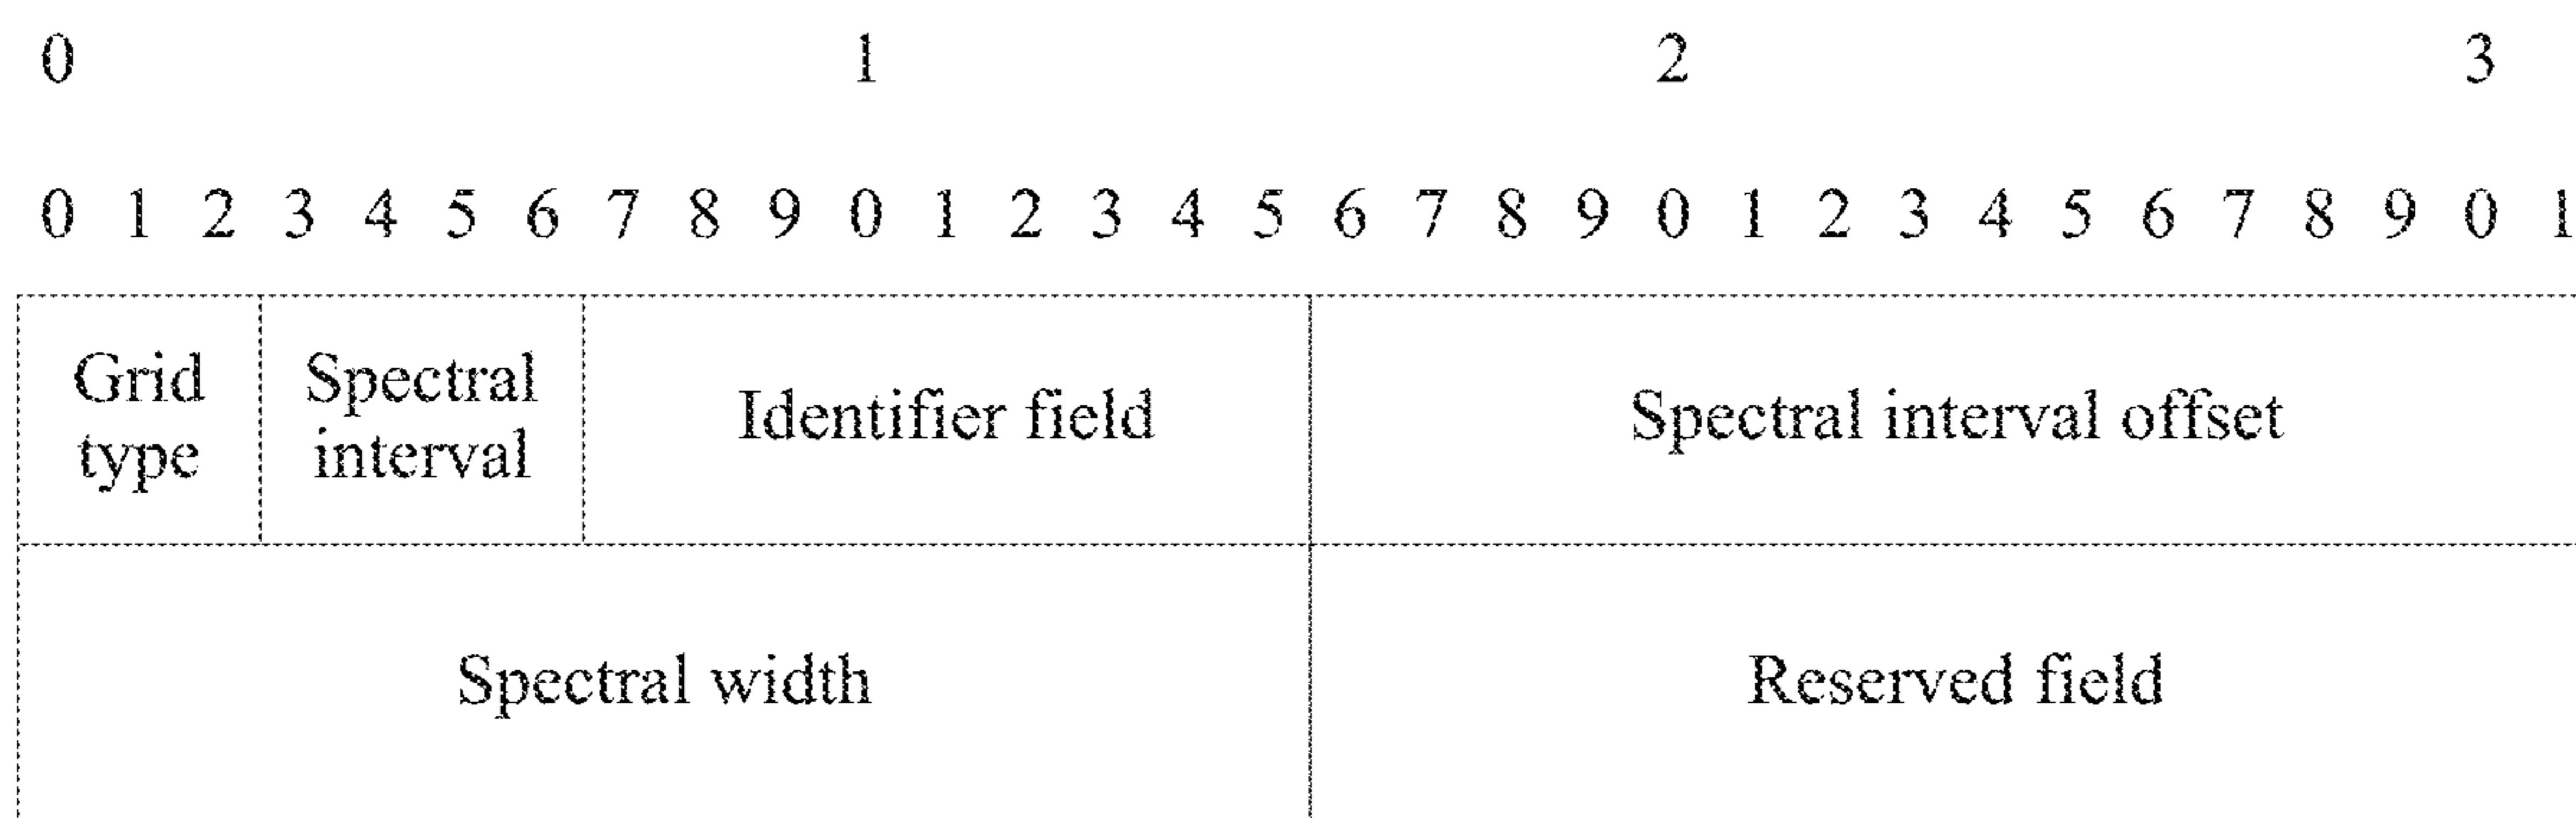 0 1 2 3
0 1 2 3 4 5 6 7 8 9 0 1 2 3 4 5 6 7 8 9 0 1 2 3 4 5 6 7 8 9 0 1
Grid type
Spectral interval
Identifier field
Spectral interval offset
Spectral width
Reserved field